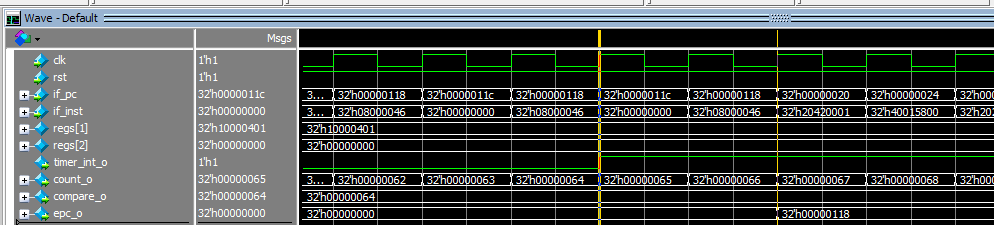 Wave - Default
Msgs
clk 1'h1
rst 1'h1
if_pc 32'h0000011c 3... 32'h00000118 32'h0000011c 32'h00000118 32'h0000011c 32'h00000118 32'h00000020 32'h00000024 32'h00
if_inst 32'h00000000 3... 32'h08000046 32'h00000000 32'h08000046 32'h00000000 32'h08000046 32'h20420001 32'h40015800 32'h20
regs[1] 32'h10000401 32'h10000401
regs[2] 32'h00000000 32'h00000000
timer_int_o 1'h1
count_o 32'h00000065 3... 32'h00000062 32'h00000063 32'h00000064 32'h00000065 32'h00000066 32'h00000067 32'h00000068 32'h00
compare_o 32'h00000064 32'h00000064
epc_o 32'h00000000 32'h00000000 32'h00000118